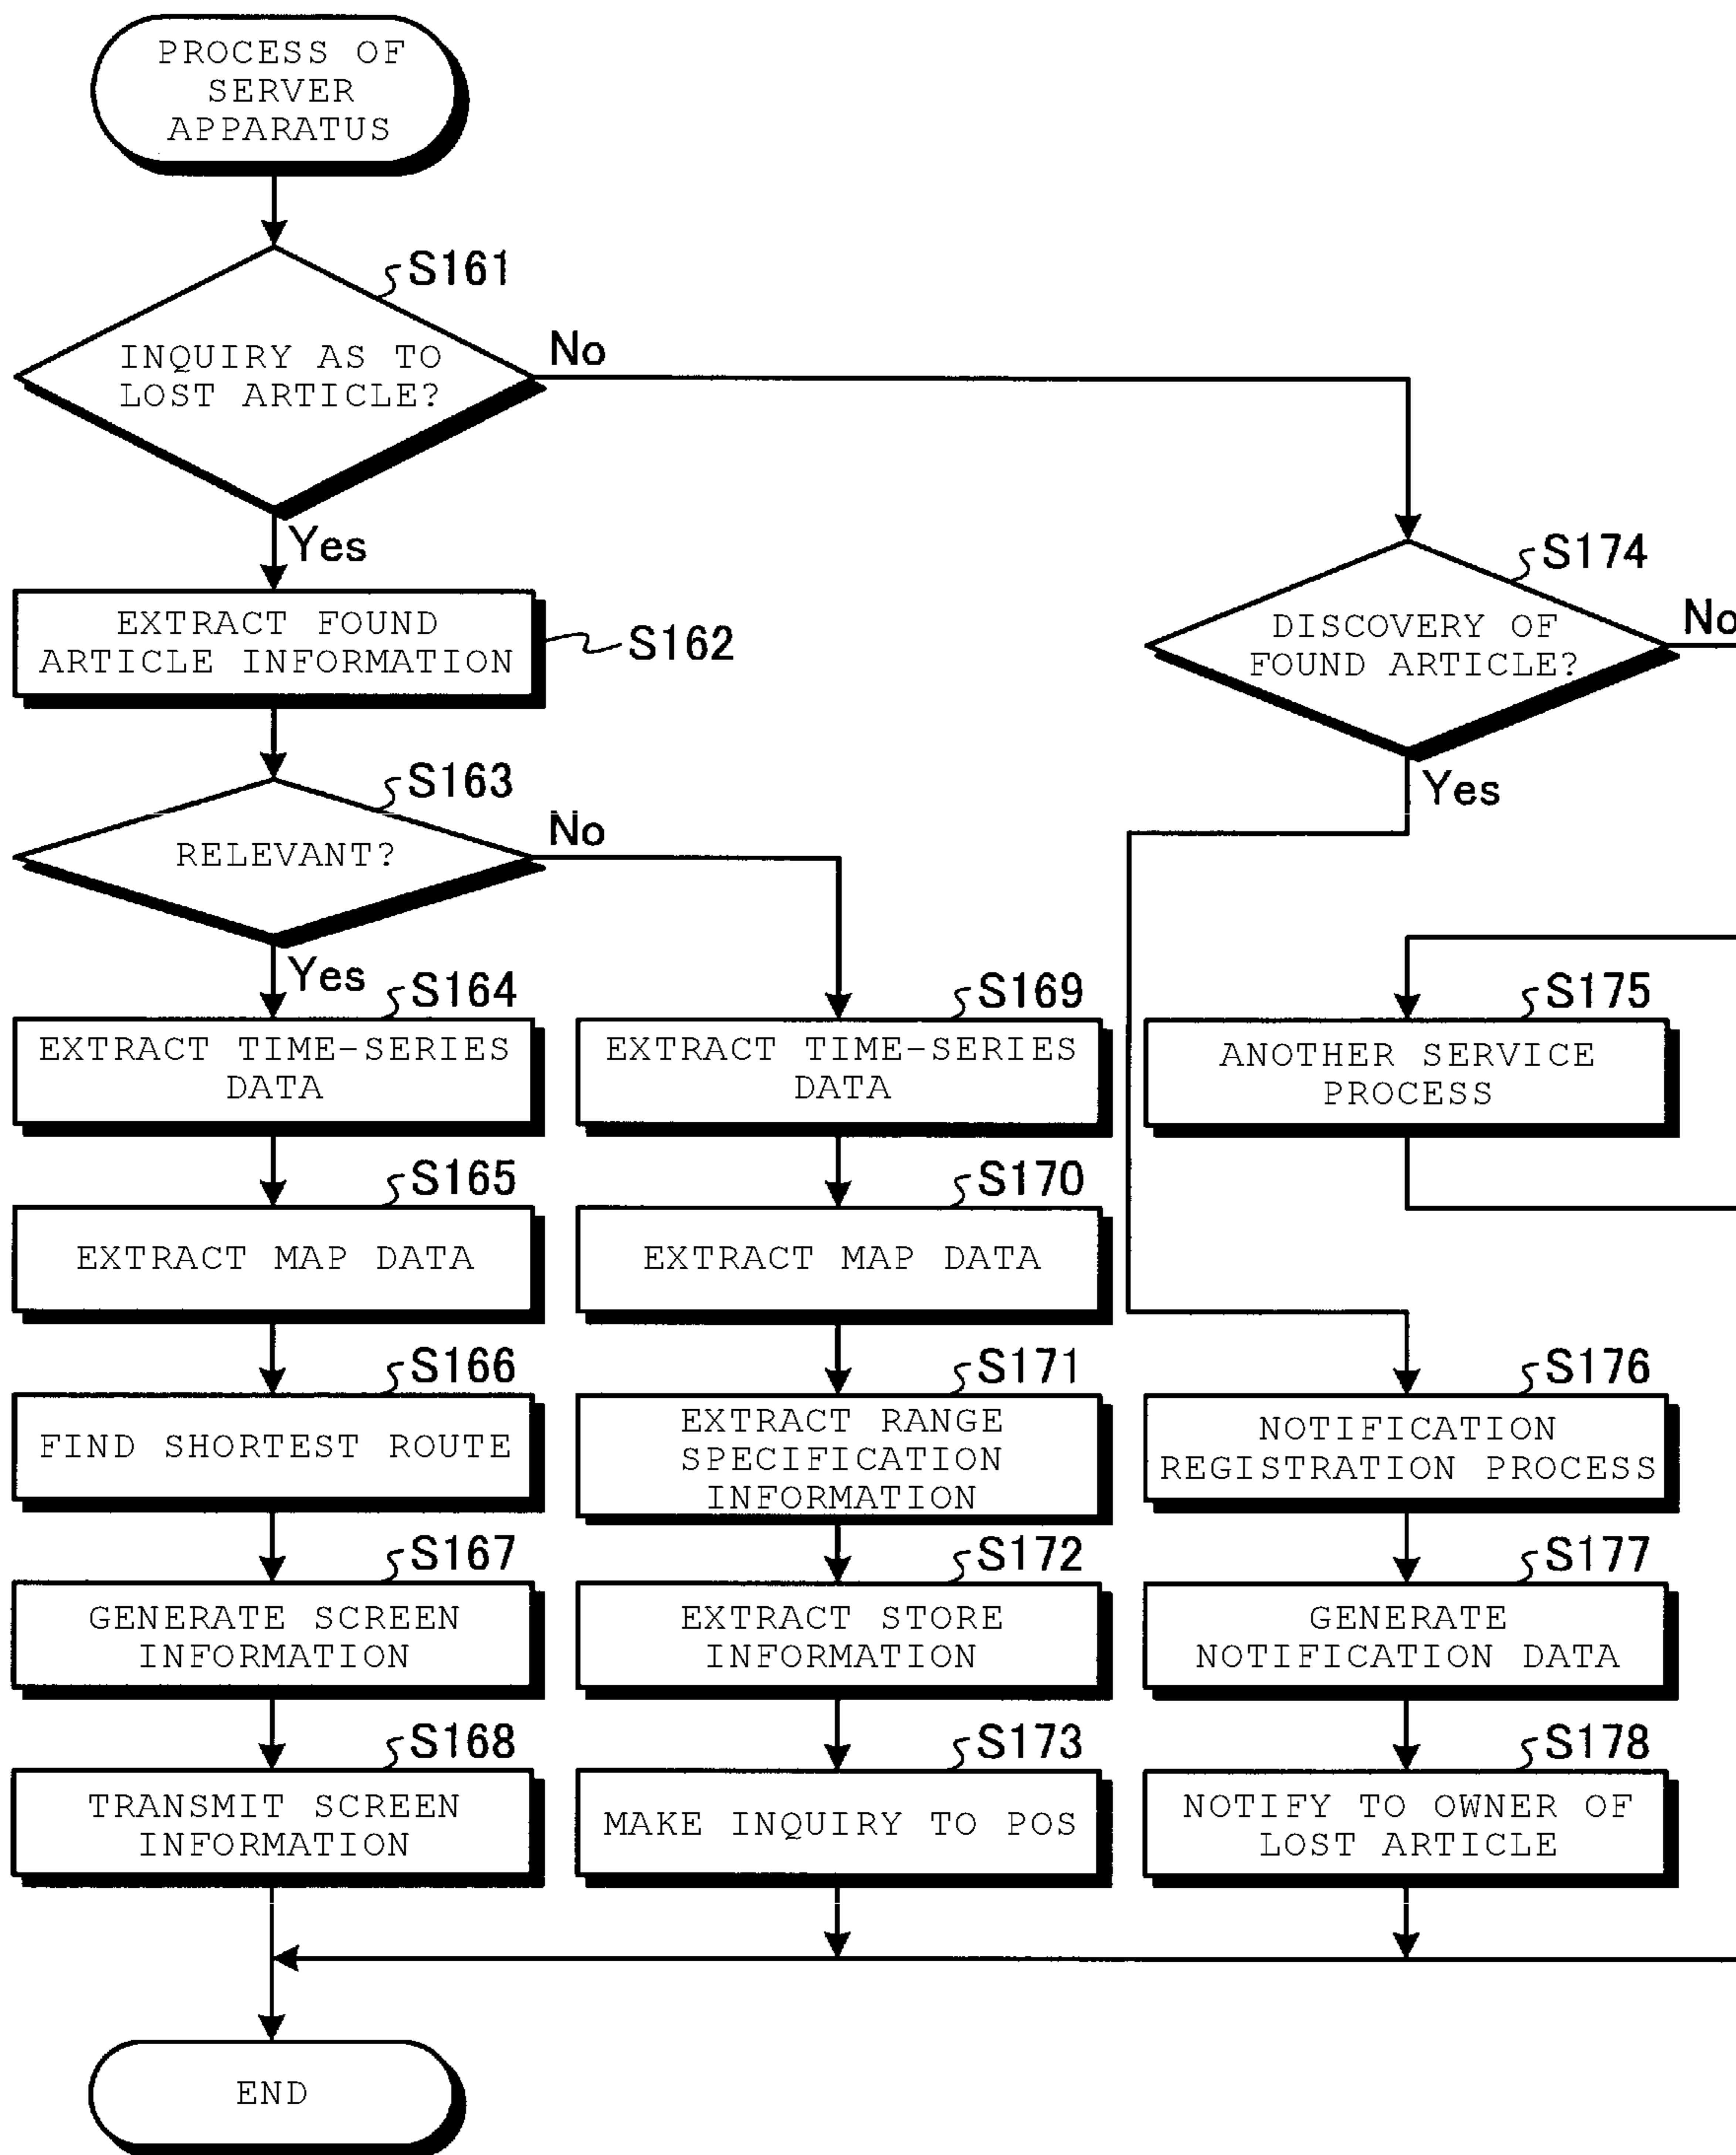 PROCESS OF
SERVER
APPARATUS
S161
INQUIRY AS TO
LOST ARTICLE?
No
Yes
EXTRACT FOUND
ARTICLE INFORMATION
S162
S163
RELEVANT?
No
Yes
S164
EXTRACT TIME-SERIES
DATA
S165
EXTRACT MAP DATA
S166
FIND SHORTEST ROUTE
S167
GENERATE SCREEN
INFORMATION
S168
TRANSMIT SCREEN
INFORMATION
S169
EXTRACT TIME-SERIES
DATA
S170
EXTRACT MAP DATA
S171
EXTRACT RANGE
SPECIFICATION
INFORMATION
S172
EXTRACT STORE
INFORMATION
S173
MAKE INQUIRY TO POS
S174
DISCOVERY OF
FOUND ARTICLE?
No
Yes
S175
ANOTHER SERVICE
PROCESS
S176
NOTIFICATION
REGISTRATION PROCESS
S177
GENERATE
NOTIFICATION DATA
S178
NOTIFY TO OWNER OF
LOST ARTICLE
END